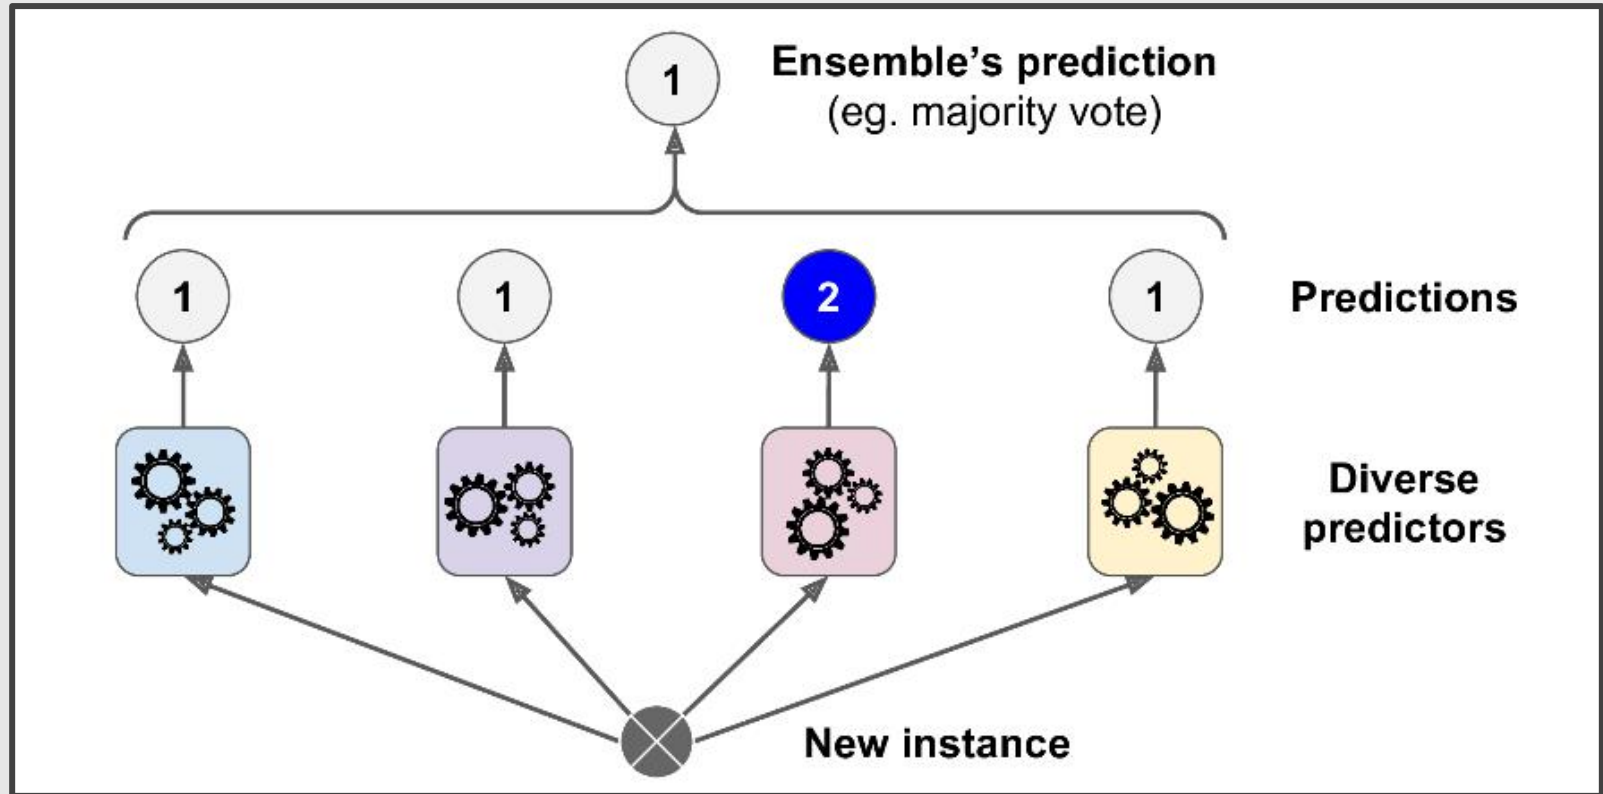 1
Ensemble's prediction
(eg. majority vote)
1 1 2 1 Predictions
Diverse
predictors
New instance